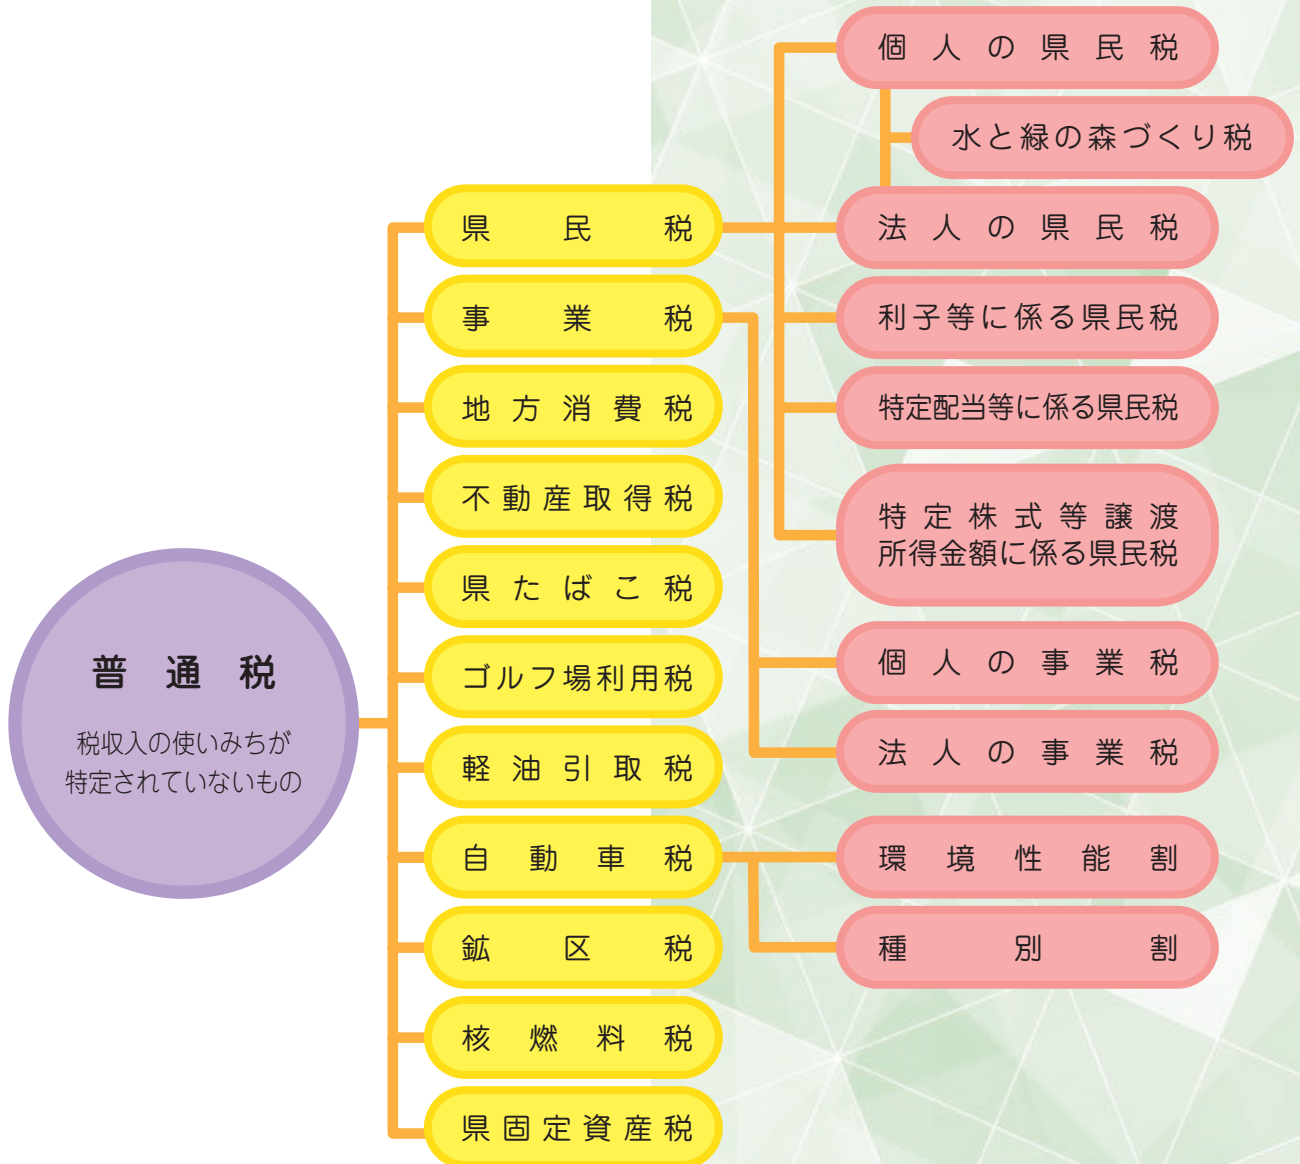 普通税
税収入の使いみちが
特定されていないもの
県民税
事業税
地方消費税
不動産取得税
県たばこ税
ゴルフ場利用税
軽油引取税
自動車税
鉱区税
核燃料税
県固定資産税
個人の県民税
水と緑の森づくり税
法人の県民税
利子等に係る県民税
特定配当等に係る県民税
特定株式等譲渡
所得金額に係る県民税
個人の事業税
法人の事業税
環境性能割
種別割